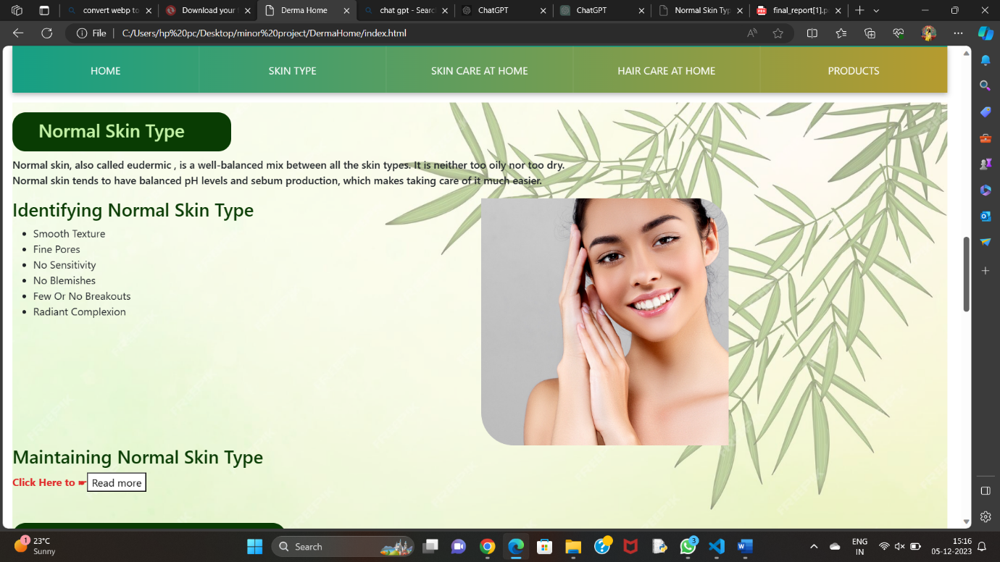 convert webp to
Download your
Derma Home
chat gpt - Searc
ChatGPT
ChatGPT
Normal Skin Typ
PDF
final_report[1].p
File
C:/Users/hp%20pc/Desktop/minor%20project/DermaHome/index.html
HOME
SKIN TYPE
SKIN CARE AT HOME
HAIR CARE AT HOME
PRODUCTS
Normal Skin Type
Normal skin, also called eudermic , is a well-balanced mix between all the skin types. It is neither too oily nor too dry.
Normal skin tends to have balanced pH levels and sebum production, which makes taking care of it much easier.
Identifying Normal Skin Type
• Smooth Texture
• Fine Pores
• No Sensitivity
• No Blemishes
• Few Or No Breakouts
• Radiant Complexion
Maintaining Normal Skin Type
Click Here to ☛ Read more
1
23°C
Sunny
Search
3
ENG
IN
15:16
05-12-2023